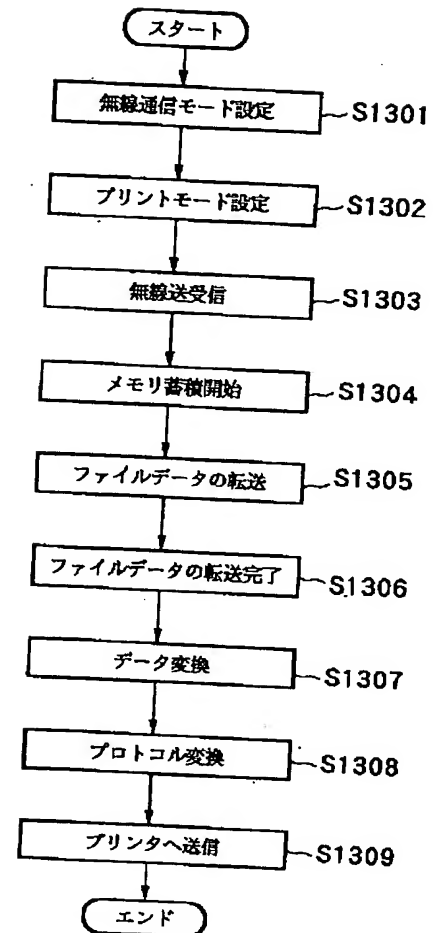 スタート
無線通信モード設定 S1301
プリントモード設定 S1302
無線送受信 S1303
メモリ蓄積開始 S1304
ファイルデータの転送 S1305
ファイルデータの転送完了 S1306
データ変換 S1307
プロトコル変換 S1308
プリンタへ送信 S1309
エンド